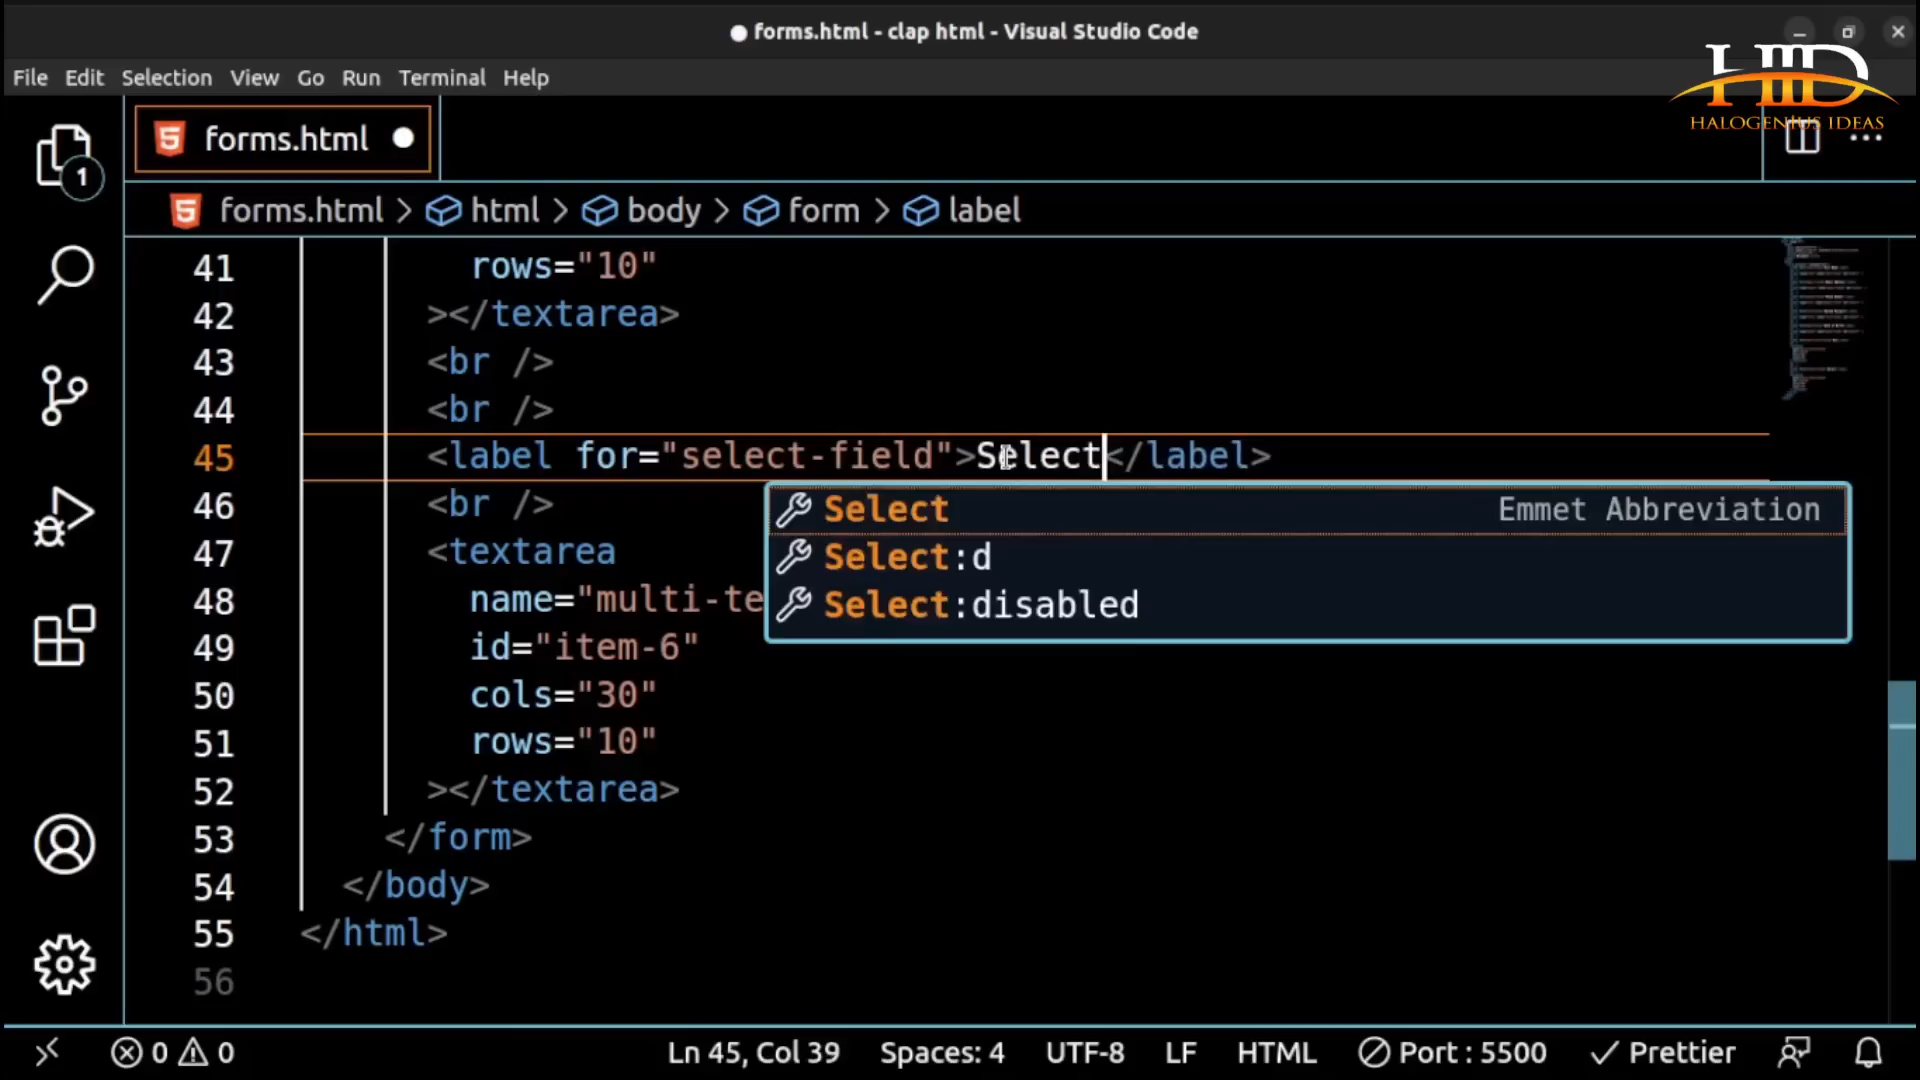 forms.html - clap html - Visual Studio Code
File Edit Selection View Go Run Terminal Help
HID
HALOGENIUS IDEAS
forms.html
1
forms.html > html > body > form > label
41 rows="10"
42 ></textarea>
43 <br />
44 <br />
45 <label for="select-field">Select</label>
46 <br />
Select Emmet Abbreviation
47 <textarea
Select:d
48 name="multi-te
Select:disabled
49 id="item-6"
50 cols="30"
51 rows="10"
52 ></textarea>
53 </form>
54 </body>
55 </html>
56
0 0 Ln 45, Col 39 Spaces: 4 UTF-8 LF HTML Port : 5500 Prettier